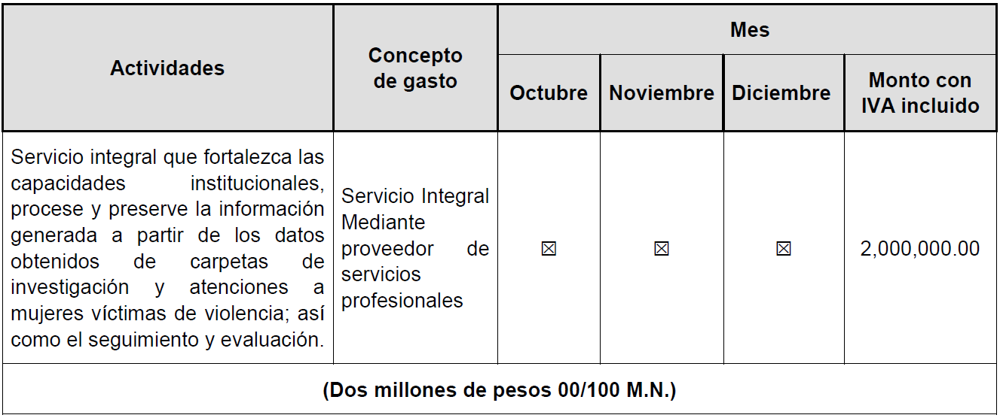 Actividades
Concepto
de gasto
Mes
Octubre
Noviembre
Diciembre
Monto con
IVA incluido
Servicio integral que fortalezca las
capacidades institucionales,
procese y preserve la información
generada a partir de los datos
obtenidos de carpetas de
investigación y atenciones a
mujeres víctimas de violencia; así
como el seguimiento y evaluación.
Servicio Integral
Mediante
proveedor de
servicios
profesionales
☒
☒
☒
2,000,000.00
(Dos millones de pesos 00/100 M.N.)